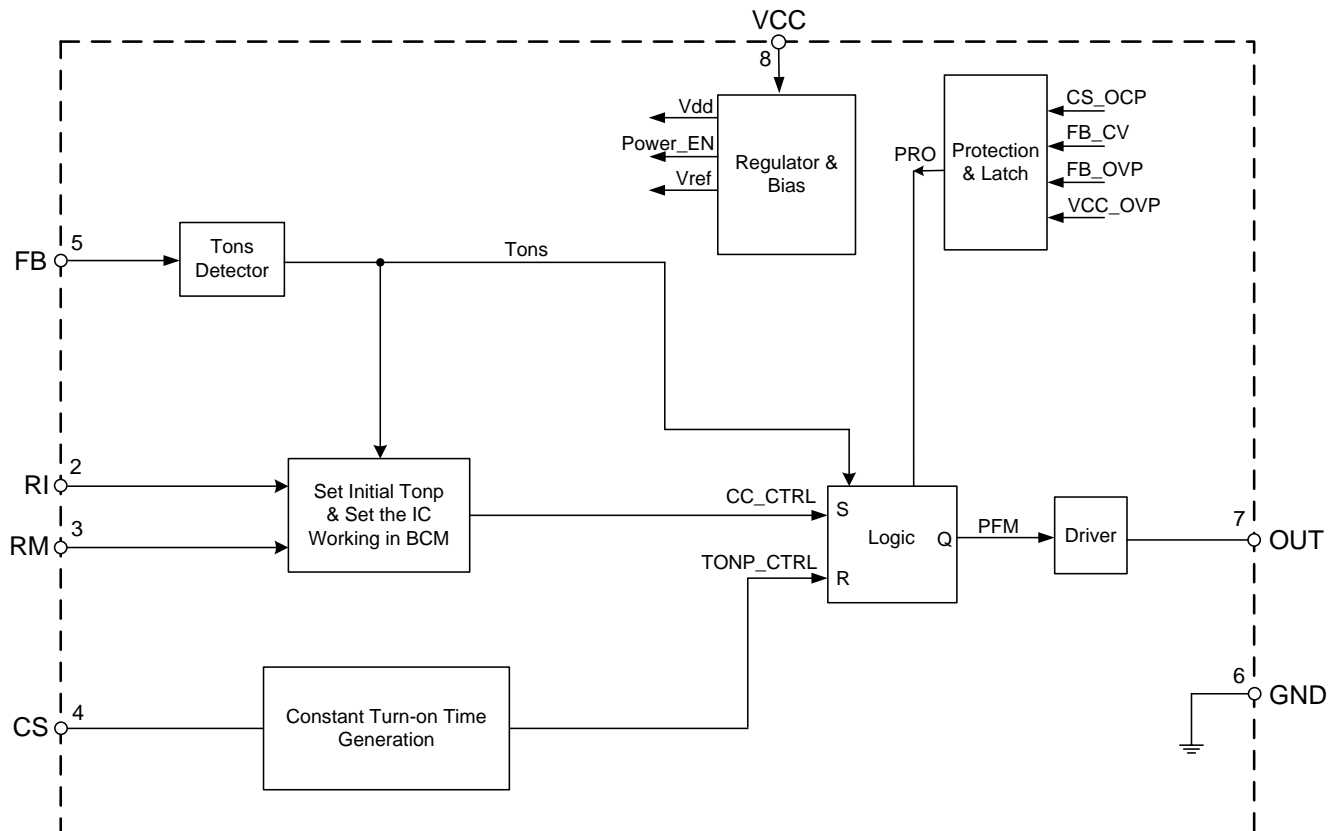 VCC
8
Vdd
Power_EN
Vref
Regulator &
Bias
PRO
Protection
& Latch
CS_OCP
FB_CV
FB_OVP
VCC_OVP
FB
5
Tons
Detector
Tons
RI
2
RM
3
Set Initial Tonp
& Set the IC
Working in BCM
CC_CTRL
TONP_CTRL
S
R
Logic
Q
PFM
Driver
7
OUT
CS
4
Constant Turn-on Time
Generation
6
GND